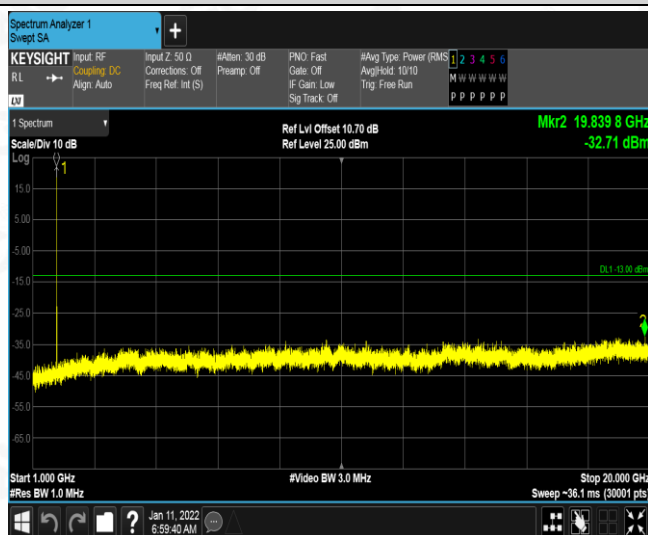 Spectrum Analyzer 1
Swept SA
+
KEYSIGHT
RL
Input: RF
Coupling: DC
Align: Auto
Input Z: 50 Ω
Corrections: Off
Freq Ref: Int (S)
#Atten: 30 dB
Preamp: Off
PNO: Fast
Gate: Off
IF Gain: Low
Sig Track: Off
#Avg Type: Power (RMS
Avg|Hold: 10/10
Trig: Free Run
1 2 3 4 5 6
M W W W W W
P P P P P P
1 Spectrum
Scale/Div 10 dB
Ref Lvl Offset 10.70 dB
Ref Level 25.00 dBm
Mkr2 19.839 8 GHz
-32.71 dBm
Log
1
15.0
5.00
-5.00
DL1 -13.00 dBm
-15.0
-25.0
2
-35.0
-45.0
-55.0
-65.0
Start 1.000 GHz
#Video BW 3.0 MHz
Stop 20.000 GHz
#Res BW 1.0 MHz
Sweep ~36.1 ms (30001 pts)
?
Jan 11, 2022
6:59:40 AM